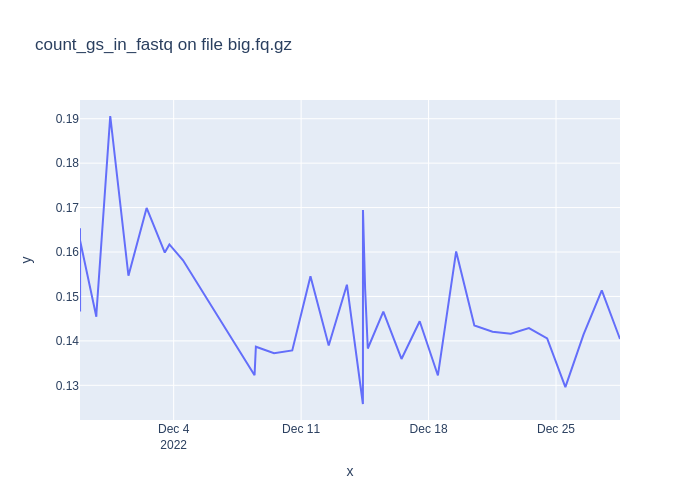 count_gs_in_fastq on file big.fq.gz
0.19
0.18
0.17
0.16
0.15
0.14
0.13
y
Dec 4
2022
Dec 11
Dec 18
Dec 25
x